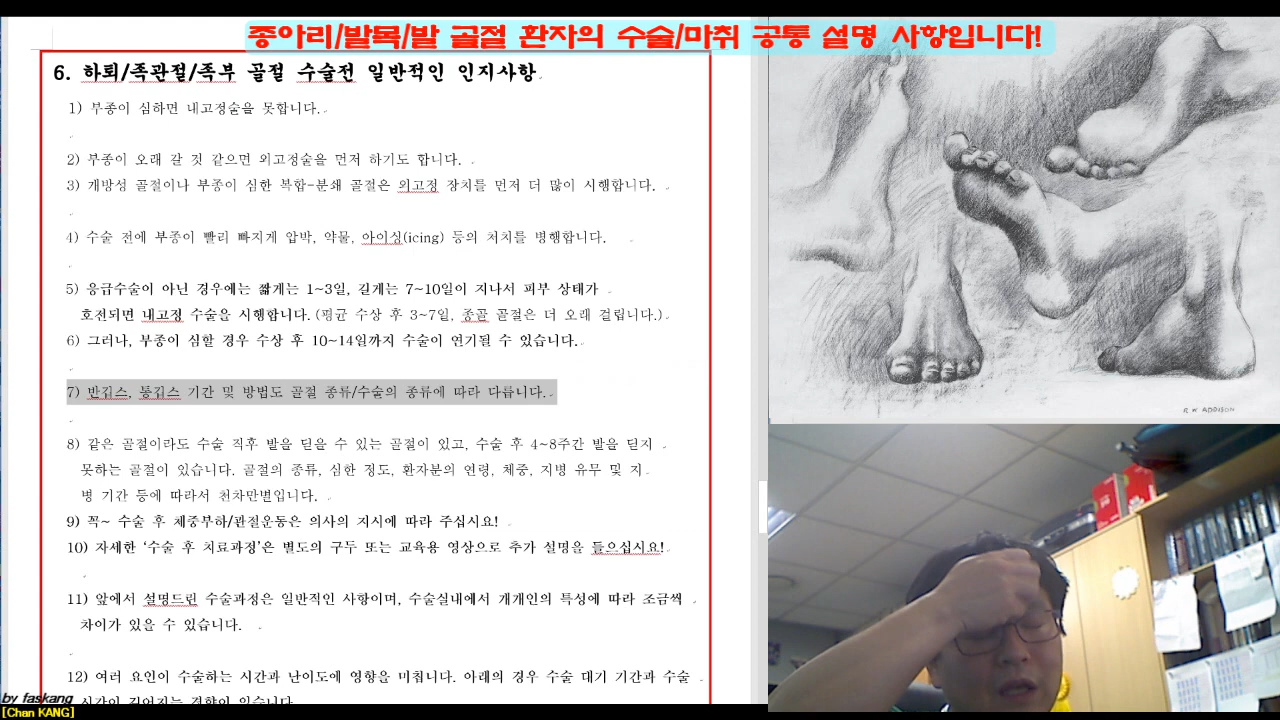 종아리/발목/발 골절 환자의 수술/마취 공통 설명 사항입니다!
6. 하퇴/족관절/족부 골절 수술전 일반적인 인지사항
1) 부종이 심하면 내고정술을 못합니다.
2) 부종이 오래 갈 것 같으면 외고정술을 먼저 하기도 합니다.
3) 개방성 골절이나 부종이 심한 복합-분쇄 골절은 외고정 장치를 먼저 더 많이 시행합니다.
4) 수술 전에 부종이 빨리 빠지게 압박, 약물, 아이싱(icing) 등의 처치를 병행합니다.
5) 응급수술이 아닌 경우에는 짧게는 1~3일, 길게는 7~10일이 지나서 피부 상태가
호전되면 내고정 수술을 시행합니다. (평균 수상 후 3~7일, 종골 골절은 더 오래 걸립니다.)
6) 그러나, 부종이 심할 경우 수상 후 10~14일까지 수술이 연기될 수 있습니다.
7) 반깁스, 통깁스 기간 및 방법도 골절 종류/수술의 종류에 따라 다릅니다.
8) 같은 골절이라도 수술 직후 발을 딛을 수 있는 골절이 있고, 수술 후 4~8주간 발을 딛지
못하는 골절이 있습니다. 골절의 종류, 심한 정도, 환자분의 연령, 체중, 지병 유무 및 지
병 기간 등에 따라서 천차만별입니다.
9) 꼭~ 수술 후 체중부하/관절운동은 의사의 지시에 따라 주십시요!
10) 자세한 '수술 후 치료과정'은 별도의 구두 또는 교육용 영상으로 추가 설명을 들으십시요!
11) 앞에서 설명드린 수술과정은 일반적인 사항이며, 수술실내에서 개개인의 특성에 따라 조금씩
차이가 있을 수 있습니다.
12) 여러 요인이 수술하는 시간과 난이도에 영향을 미칩니다. 아래의 경우 수술 대기 기간과 수술
시간이 길어지는 경향이 있습니다.
by faskang
[Chan KANG]
R W ADDISON